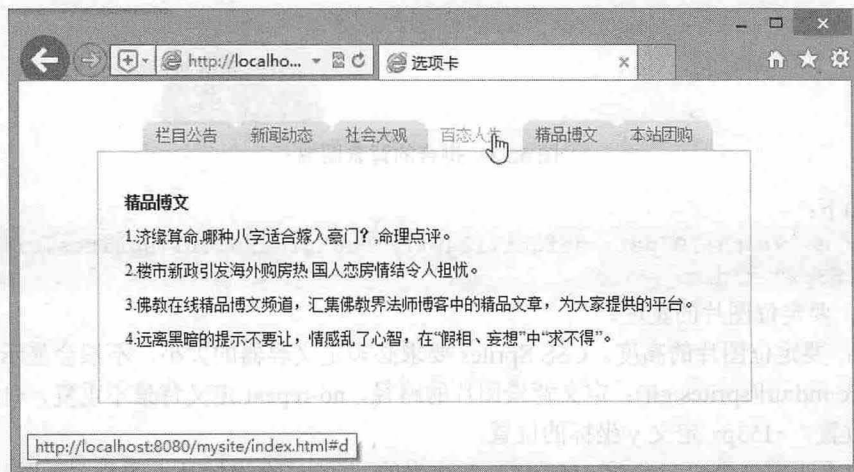 http://localho...
选项卡
栏目公告 新闻动态 社会大观 百态人生 精品博文 本站团购
精品博文
1.济缘算命,哪种八字适合嫁入豪门?,命理点评。
2.楼市新政引发海外购房热 国人恋房情结令人担忧。
3.佛教在线精品博文频道，汇集佛教界法师博客中的精品文章，为大家提供的平台。
4.远离黑暗的提示不要让，情感乱了心智，在“假相、妄想”中“求不得”。
http://localhost:8080/mysite/index.html#d